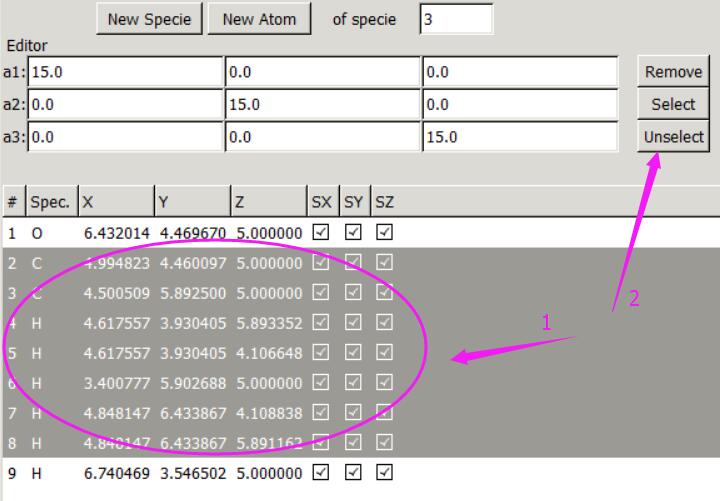 New Specie New Atom of specie 3
Editor
a1: 15.0 0.0 0.0 Remove
a2: 0.0 15.0 0.0 Select
a3: 0.0 0.0 15.0 Unselect
# Spec. X Y Z SX SY SZ
1 O 6.432014 4.469670 5.000000
2 C 4.994823 4.460097 5.000000
3 C 4.500509 5.892500 5.000000
4 H 4.617557 3.930405 5.893352
5 H 4.617557 3.930405 4.106648
6 H 3.400777 5.902688 5.000000
7 H 4.848147 6.433867 4.108838
8 H 4.848147 6.433867 5.891162
9 H 6.740469 3.546502 5.000000
1
2